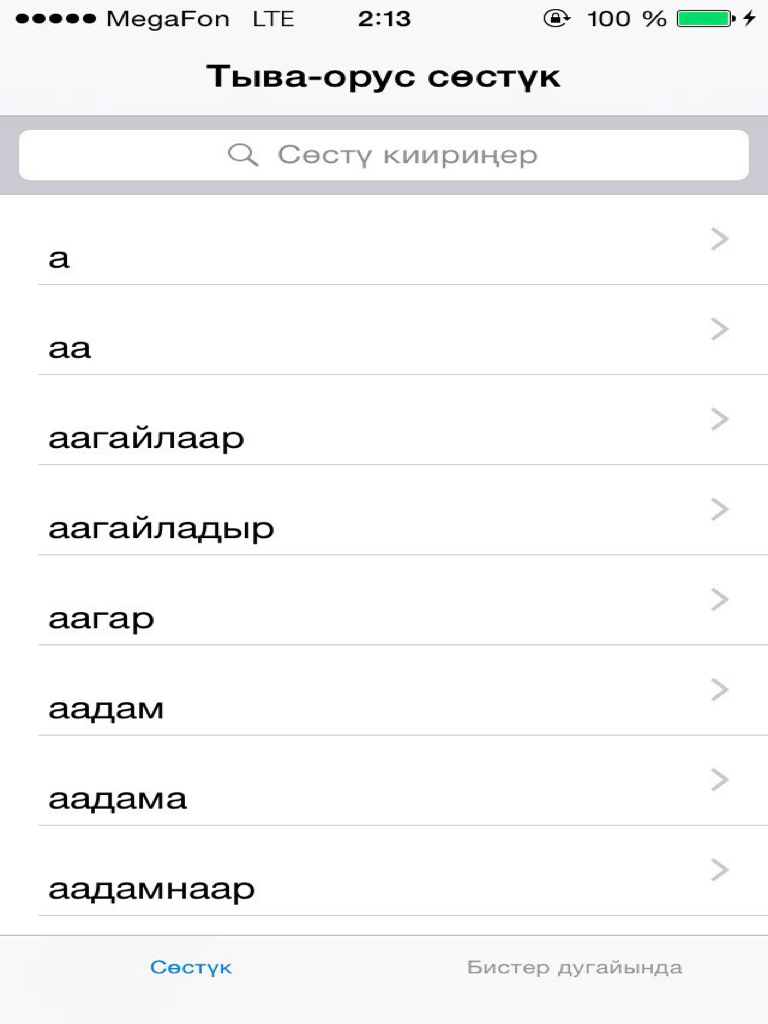 MegaFon LTE 2:13 100 %
Тыва-орус сөстүк
Сөстү кириңер
а
аа
аагайлаар
аагайладыр
аагар
аадам
аадама
аадамнаар
Сөстүк Бистер дугайында